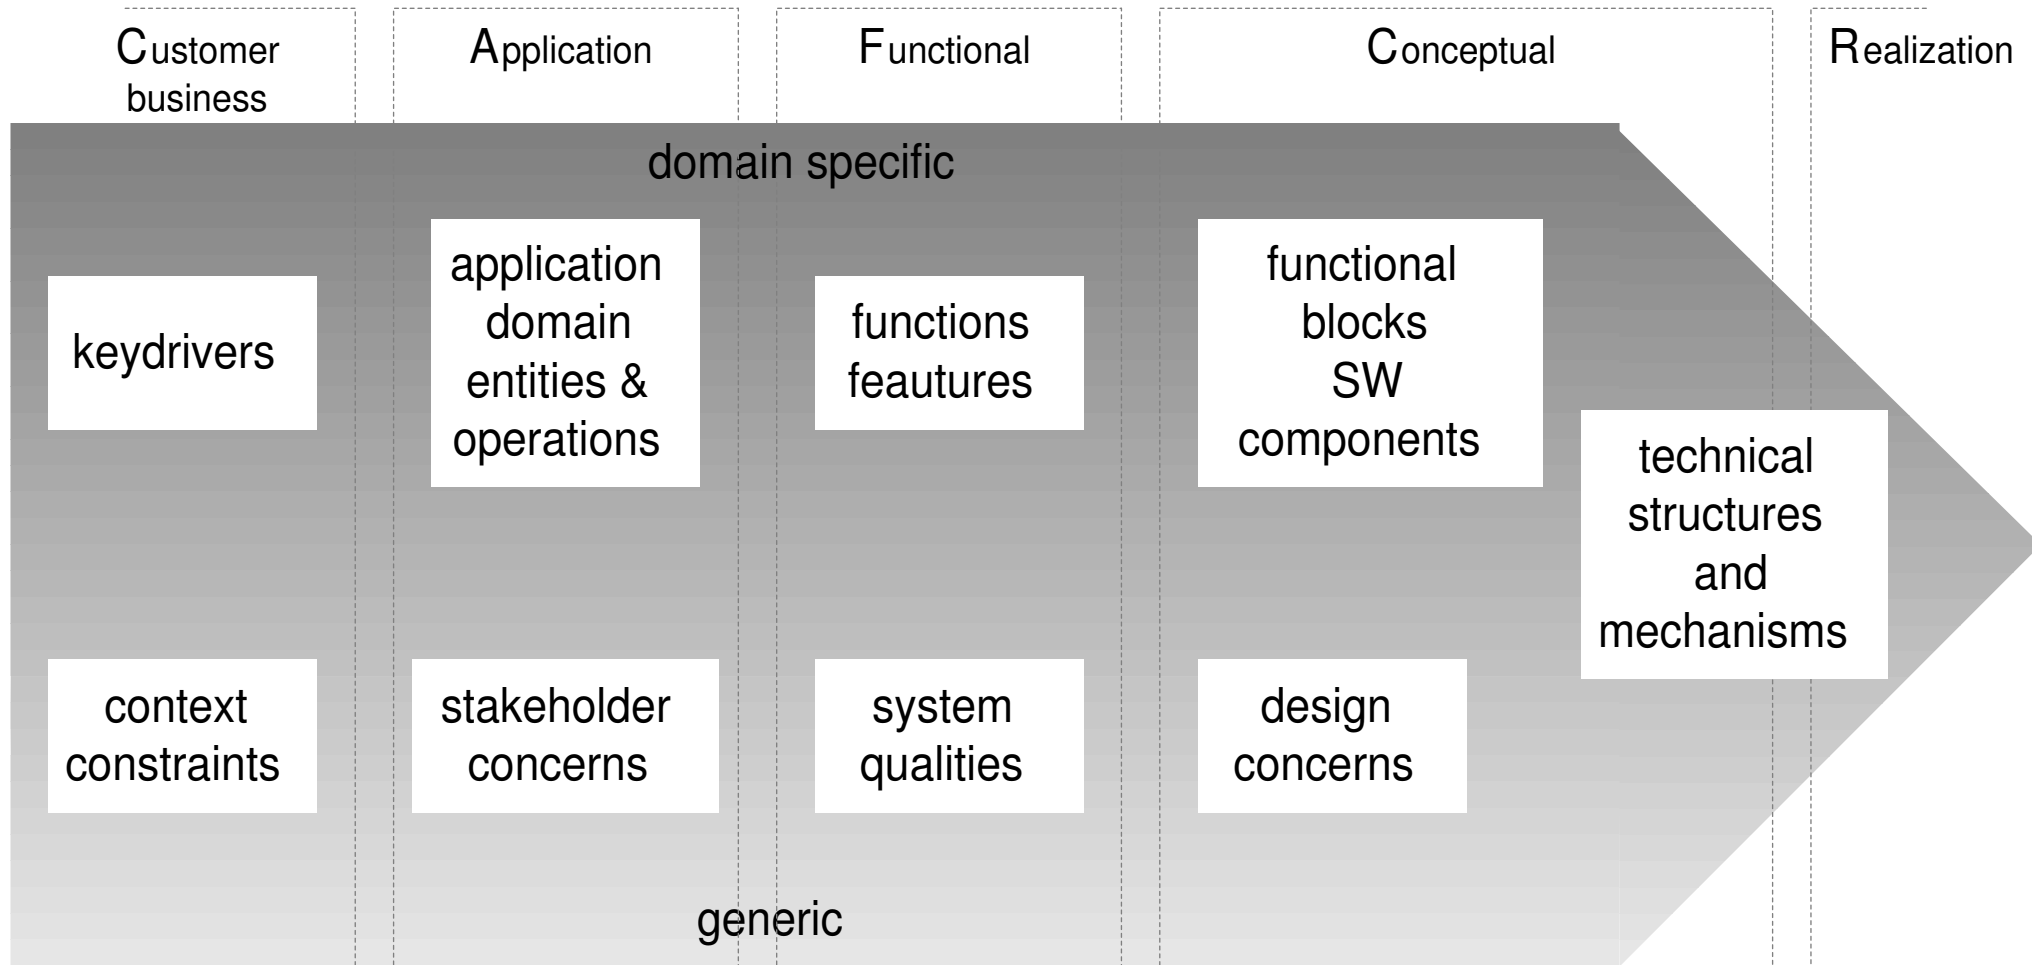 Customer
business
Application
Functional
Conceptual
Realization
domain specific
keydrivers
application
domain
entities &
operations
functions
feautures
functional
blocks
SW
components
technical
structures
and
mechanisms
context
constraints
stakeholder
concerns
system
qualities
design
concerns
generic